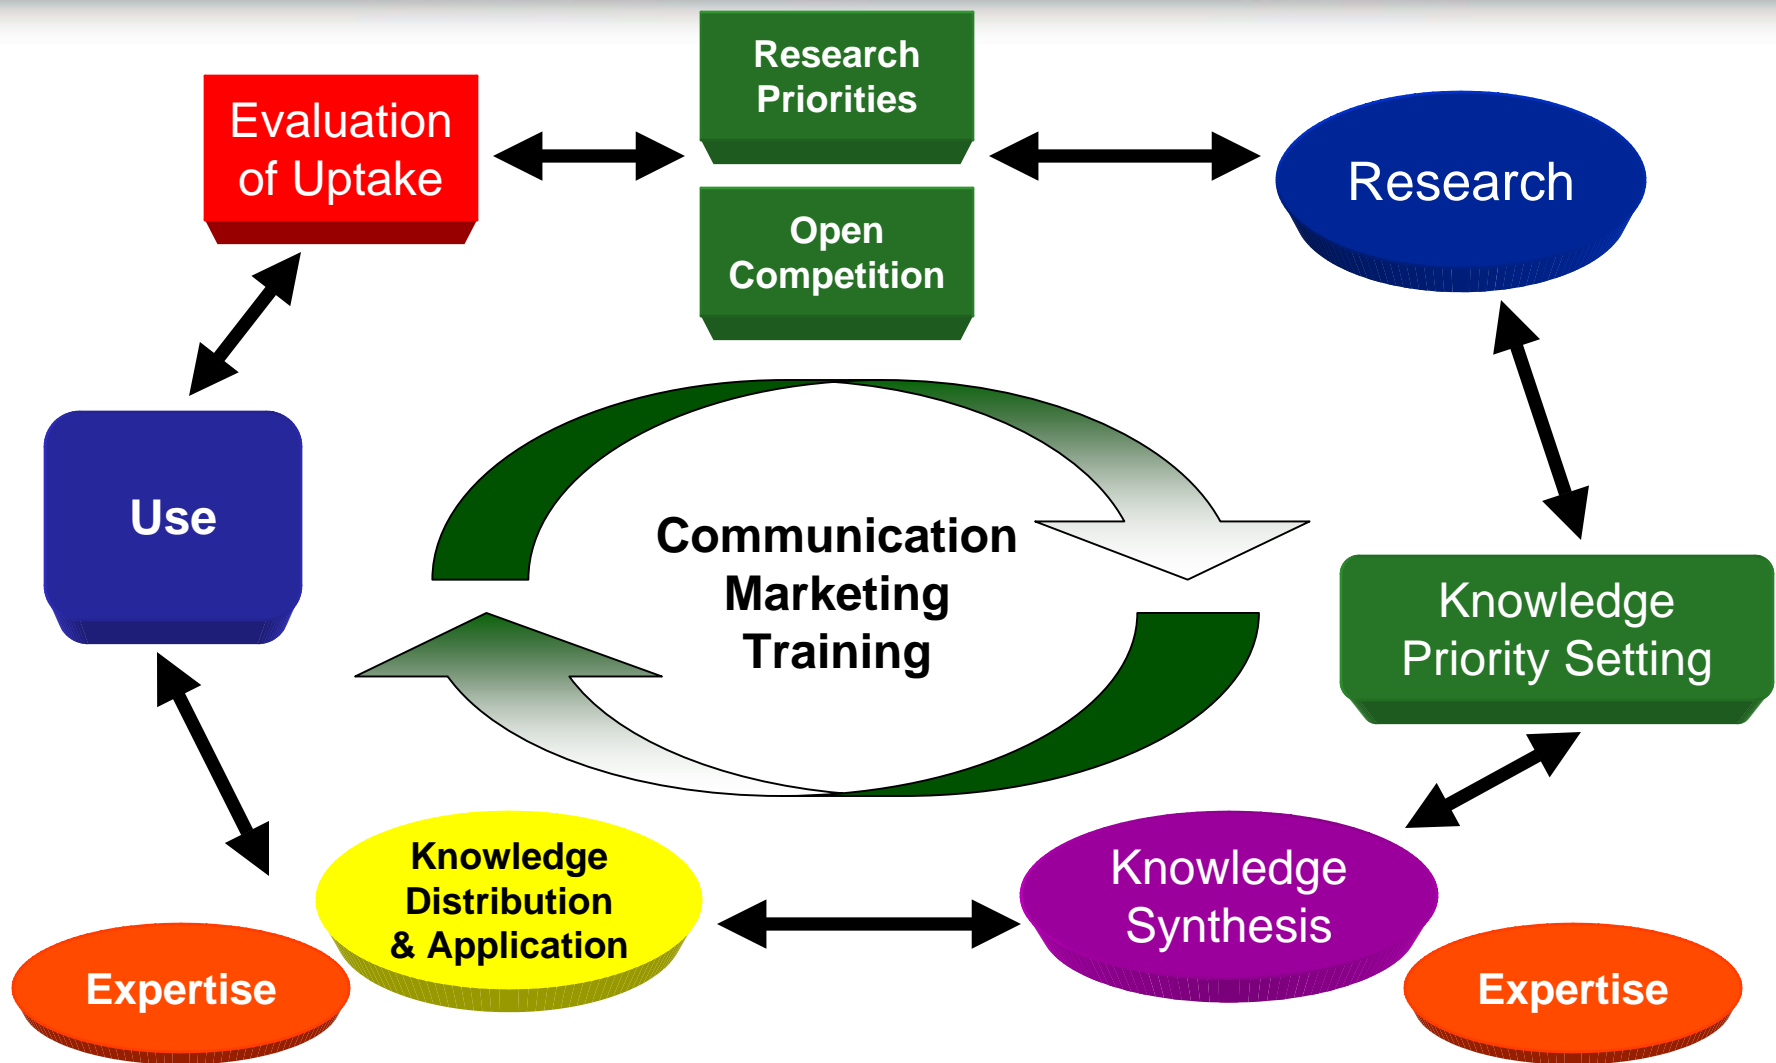 Research
Priorities
Evaluation
of Uptake
Research
Open
Competition
Use
Communication
Marketing
Training
Knowledge
Priority Setting
Knowledge
Distribution
& Application
Knowledge
Synthesis
Expertise
Expertise